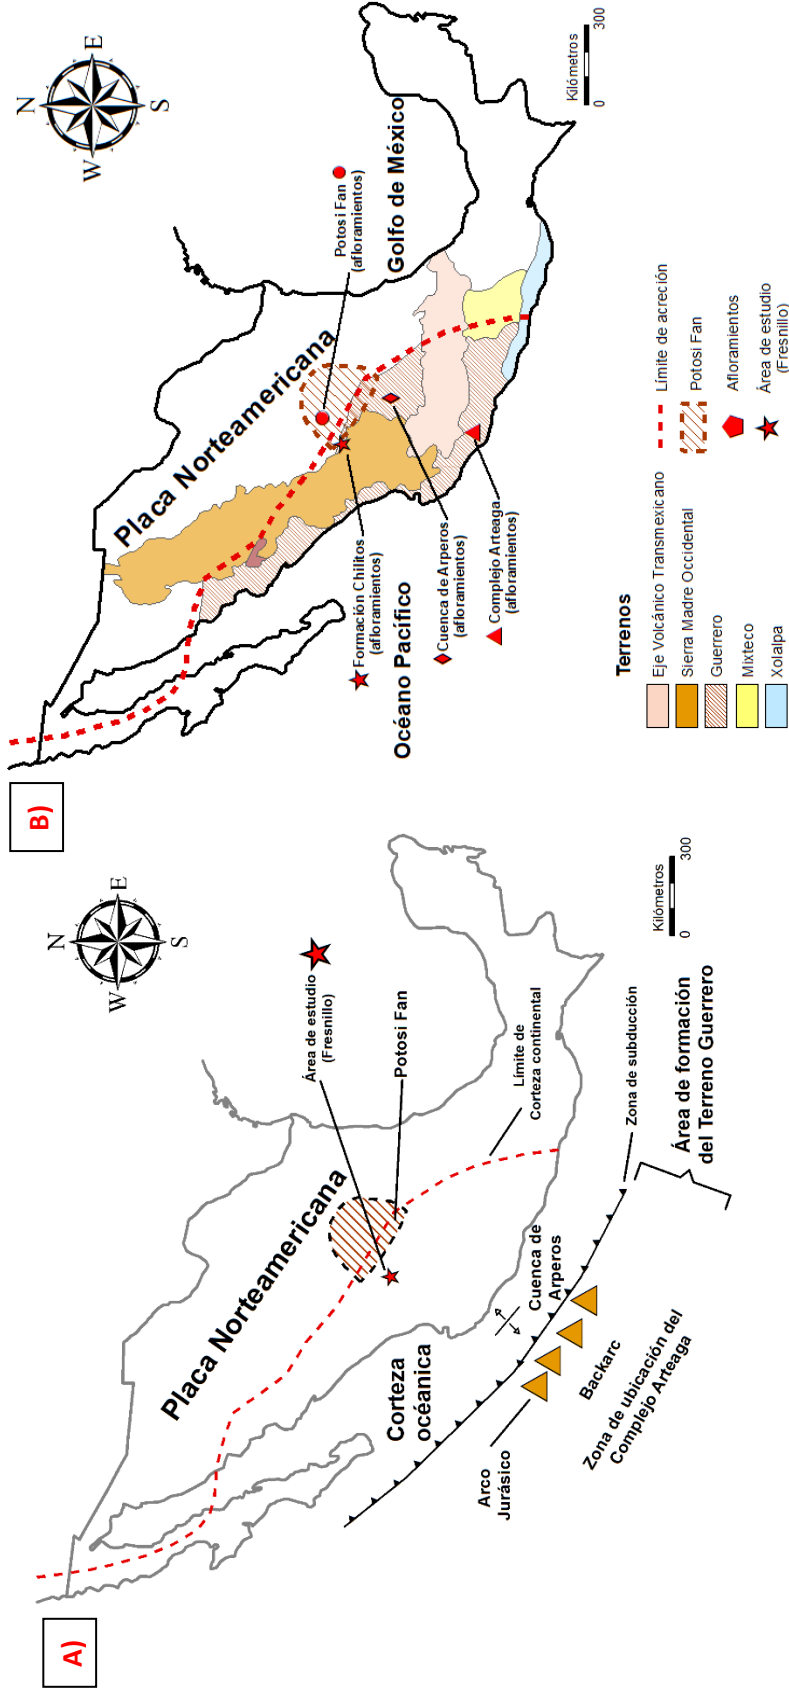 A)
N
W
E
S
Placa Norteamericana
Área de estudio
(Fresnillo)
Potosi Fan
Límite de
Corteza continental
Corteza
océanica
Cuenca de
Arperos
Arco
Jurásico
Backarc
Zona de ubicación del
Complejo Arteaga
Zona de subducción
Área de formación
del Terreno Guerrero
Kilómetros
0
300
B)
N
W
E
S
Placa Norteamericana
Potosi Fan
(afloramientos)
Golfo de México
Formación Chilitos
(afloramientos)
Océano Pacífico
Cuenca de Arperos
(afloramientos)
Complejo Arteaga
(afloramientos)
Kilómetros
0
300
Terrenos
Eje Volcánico Transmexicano
Sierra Madre Occidental
Guerrero
Mixteco
Xolalpa
Límite de acreción
Potosi Fan
Afloramientos
Área de estudio
(Fresnillo)